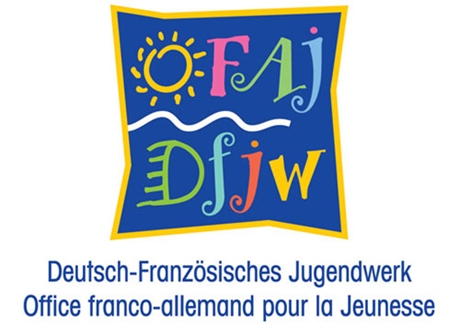 OFAj
Dfjw
Deutsch-Französisches Jugendwerk
Office franco-allemand pour la Jeunesse